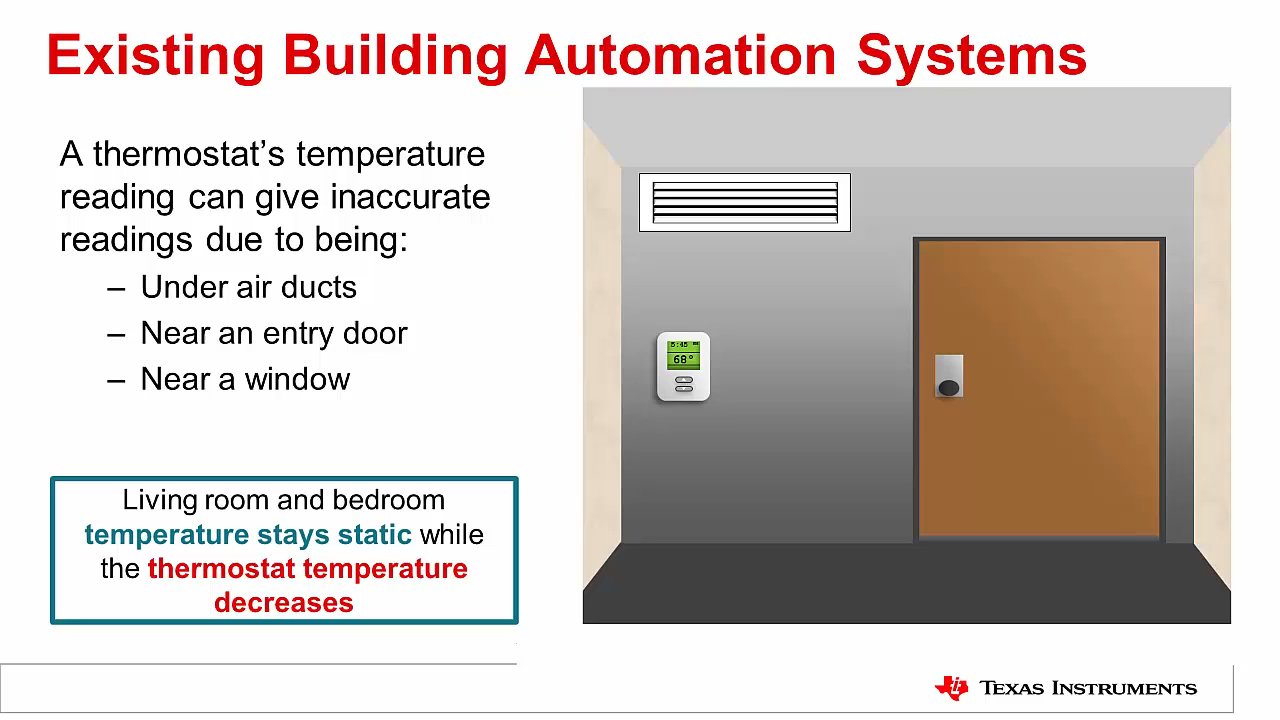 Existing Building Automation Systems
A thermostat’s temperature
reading can give inaccurate
readings due to being:
– Under air ducts
– Near an entry door
– Near a window
5:45
68°
Living room and bedroom
temperature stays static while
the thermostat temperature
decreases
TEXAS INSTRUMENTS